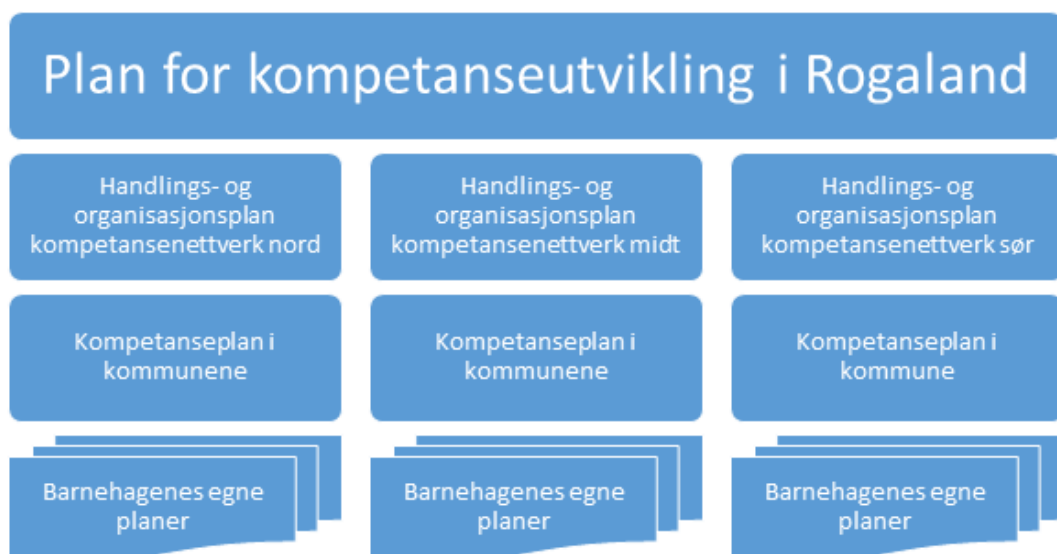 Plan for kompetanseutvikling i Rogaland
Handlings- og
organisasjonsplan
kompetansenettverk nord
Handlings- og
organisasjonsplan
kompetansenettverk midt
Handlings- og
organisasjonsplan
kompetansenettverk sør
Kompetanseplan i
kommunene
Kompetanseplan i
kommunene
Kompetanseplan i
kommune
Barnehagenes egne
planer
Barnehagenes egne
planer
Barnehagenes egne
planer